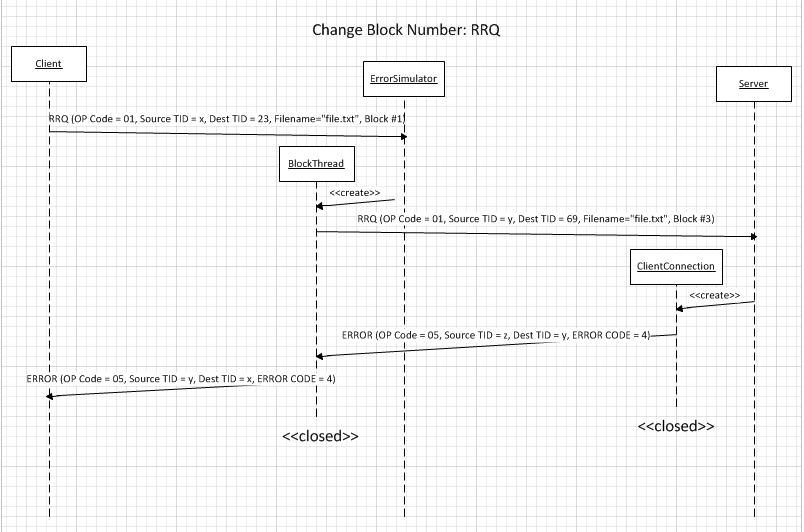 Change Block Number: RRQ
Client
ErrorSimulator
Server
RRQ (OP Code = 01, Source TID = x, Dest TID = 23, Filename="file.txt", Block #1)
BlockThread
<<create>>
RRQ (OP Code = 01, Source TID = y, Dest TID = 69, Filename="file.txt", Block #3)
ClientConnection
<<create>>
ERROR (OP Code = 05, Source TID = z, Dest TID = y, ERROR CODE = 4)
ERROR (OP Code = 05, Source TID = y, Dest TID = x, ERROR CODE = 4)
<<closed>>
<<closed>>